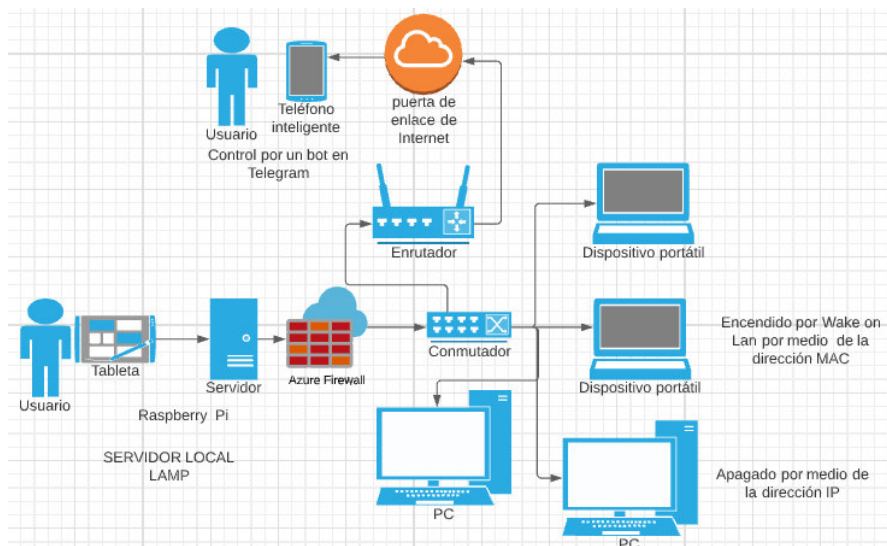 Usuario
Teléfono
inteligente
Control por un bot en
Telegram
puerta de
enlace de
Internet
Enrutador
Dispositivo portátil
Usuario
Tableta
Servidor
Raspberry Pi
SERVIDOR LOCAL
LAMP
Azure Firewall
Conmutador
Dispositivo portátil
Encendido por Wake on
Lan por medio de la
dirección MAC
PC
PC
Apagado por medio de
la dirección IP